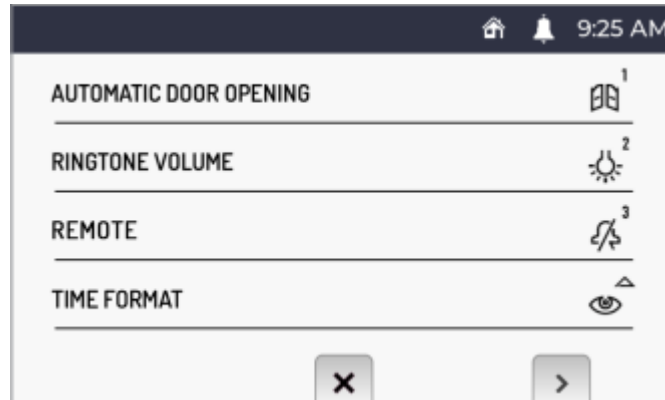 9:25 AM
AUTOMATIC DOOR OPENING 1
RINGTONE VOLUME 2
REMOTE 3
TIME FORMAT